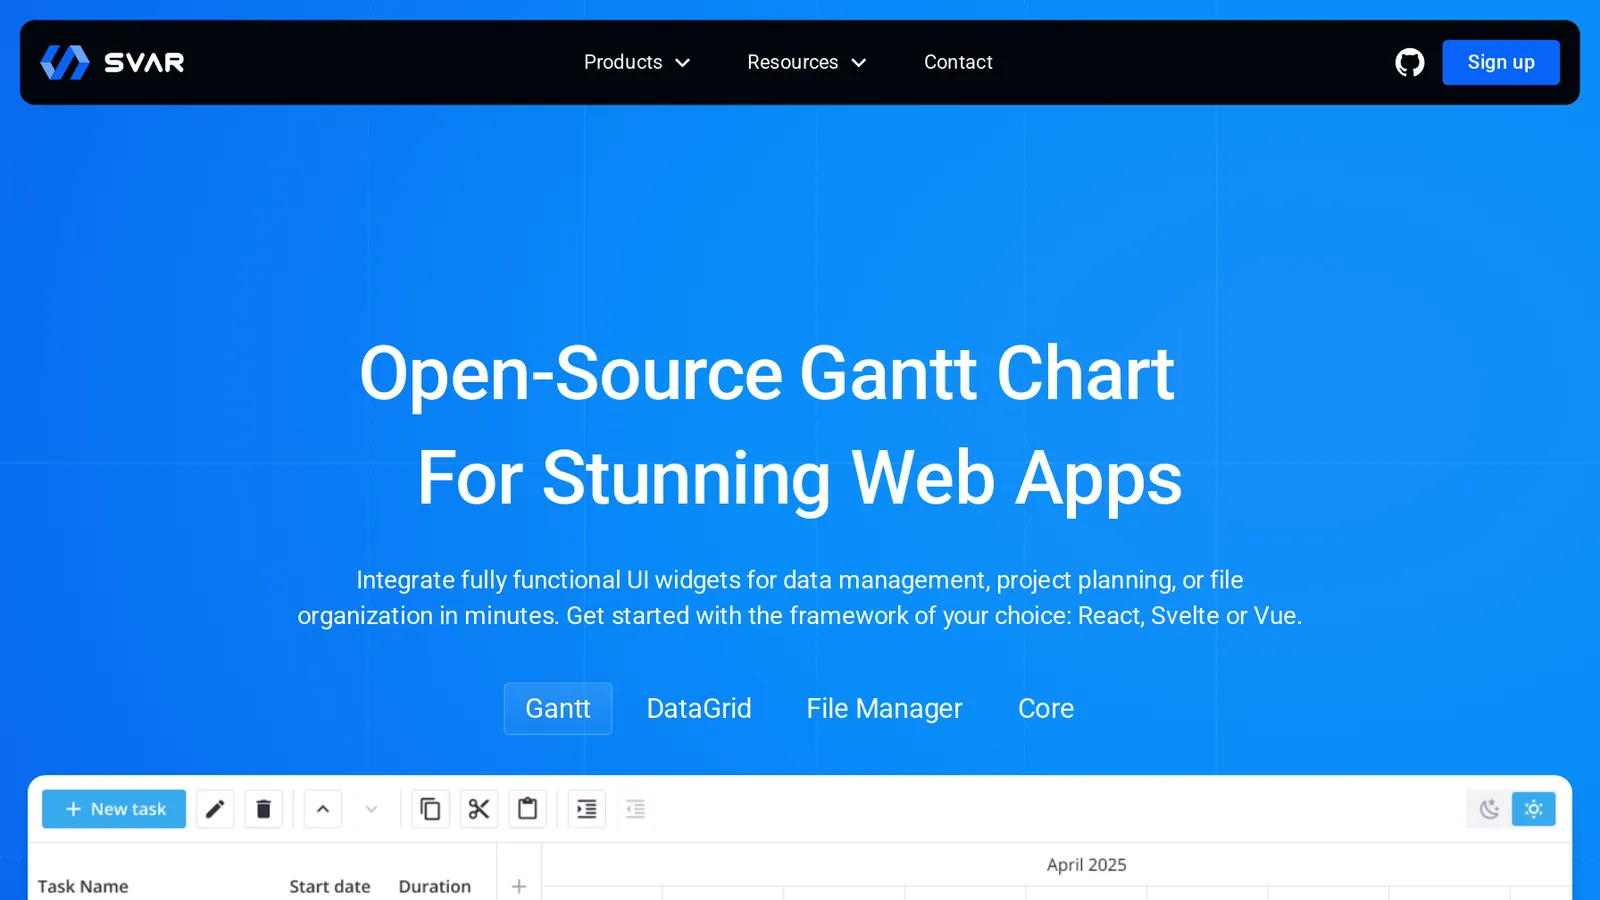 SVAR
Products
Resources
Contact
Sign up
Open-Source Gantt Chart
For Stunning Web Apps
Integrate fully functional UI widgets for data management, project planning, or file
organization in minutes. Get started with the framework of your choice: React, Svelte or Vue.
Gantt
DataGrid
File Manager
Core
New task
April 2025
Task Name
Start date
Duration